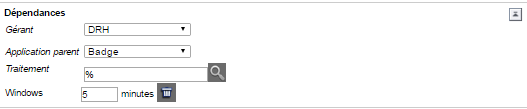 Dépendances
Gérant DRH
Application parent Badge
Traitement %
Windows 5 minutes